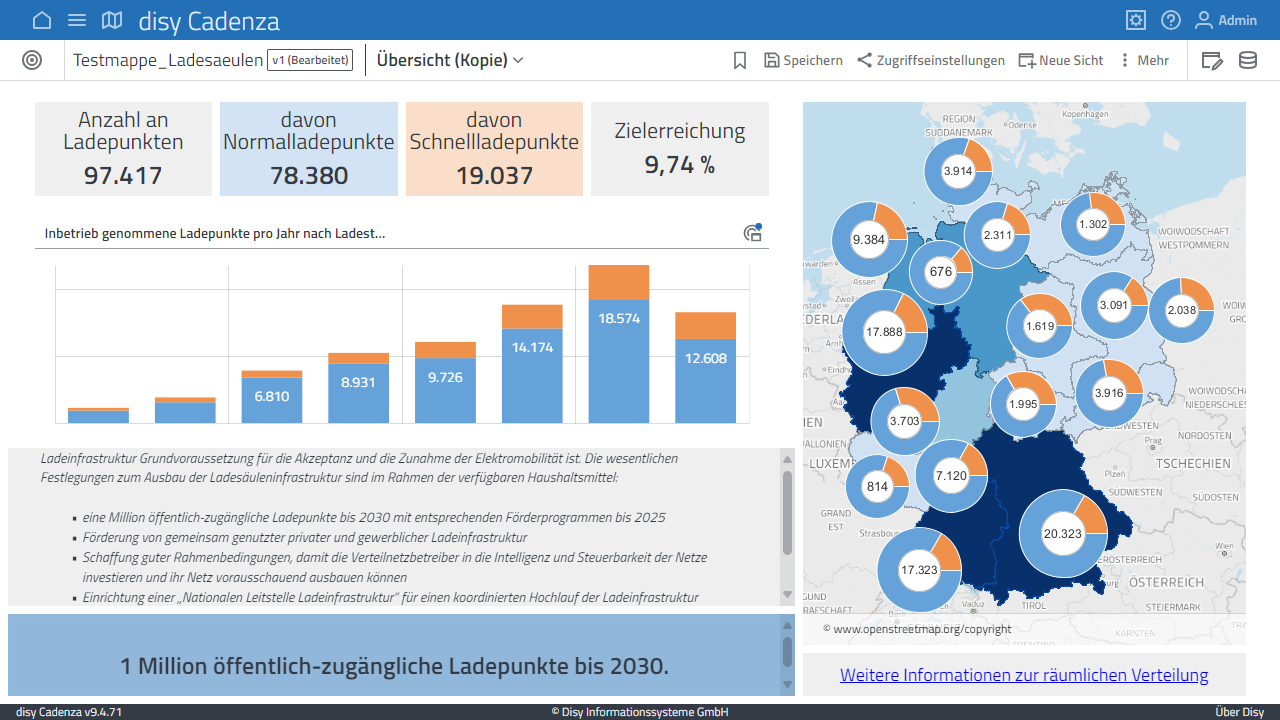 disy Cadenza
Admin
Testmappe_Ladesaeulen v1 (Bearbeitet) Übersicht (Kopie)
Speichern Zugriffseinstellungen Neue Sicht Mehr
Anzahl an
Ladepunkten
97.417
davon
Normalladepunkte
78.380
davon
Schnellladepunkte
19.037
Zielerreichung
9,74 %
Inbetrieb genommene Ladepunkte pro Jahr nach Ladest...
6.810
8.931
9.726
14.174
18.574
12.608
Ladeinfrastruktur Grundvoraussetzung für die Akzeptanz und die Zunahme der Elektromobilität ist. Die wesentlichen
Festlegungen zum Ausbau der Ladesäuleninfrastruktur sind im Rahmen der verfügbaren Haushaltsmittel:
▪ eine Million öffentlich-zugängliche Ladepunkte bis 2030 mit entsprechenden Förderprogrammen bis 2025
▪ Förderung von gemeinsam genutzter privater und gewerblicher Ladeinfrastruktur
▪ Schaffung guter Rahmenbedingungen, damit die Verteilnetzbetreiber in die Intelligenz und Steuerbarkeit der Netze
investieren und ihr Netz vorausschauend ausbauen können
▪ Einrichtung einer „Nationalen Leitstelle Ladeinfrastruktur" für einen koordinierten Hochlauf der Ladeinfrastruktur
1 Million öffentlich-zugängliche Ladepunkte bis 2030.
Kopenhagen
REGION
SÜDDÄNEMARK
Odense
3.914
9.384
2.311
1.302
WOIWODSCHAFT
WESTPOMMERN
676
Assen
3.091
2.038
17.888
1.619
1.995
3.916
WOIWODSCHA
NIEDERSCHLES
3.703
NORDOSTEN
Prag
TSCHECHIEN
Plzeň
SÜDWESTEN
SÜDOSTEN
7.120
814
GRAND
EST
Strasbou
20.323
Wien
17.323
ERÖSTERREICH
ÖSTERREICH
Vaduz
TIROL
STEIERMARK
KÄRNTEN
© www.openstreetmap.org/copyright
Weitere Informationen zur räumlichen Verteilung
disy Cadenza v9.4.71
© Disy Informationssysteme GmbH
Über Disy